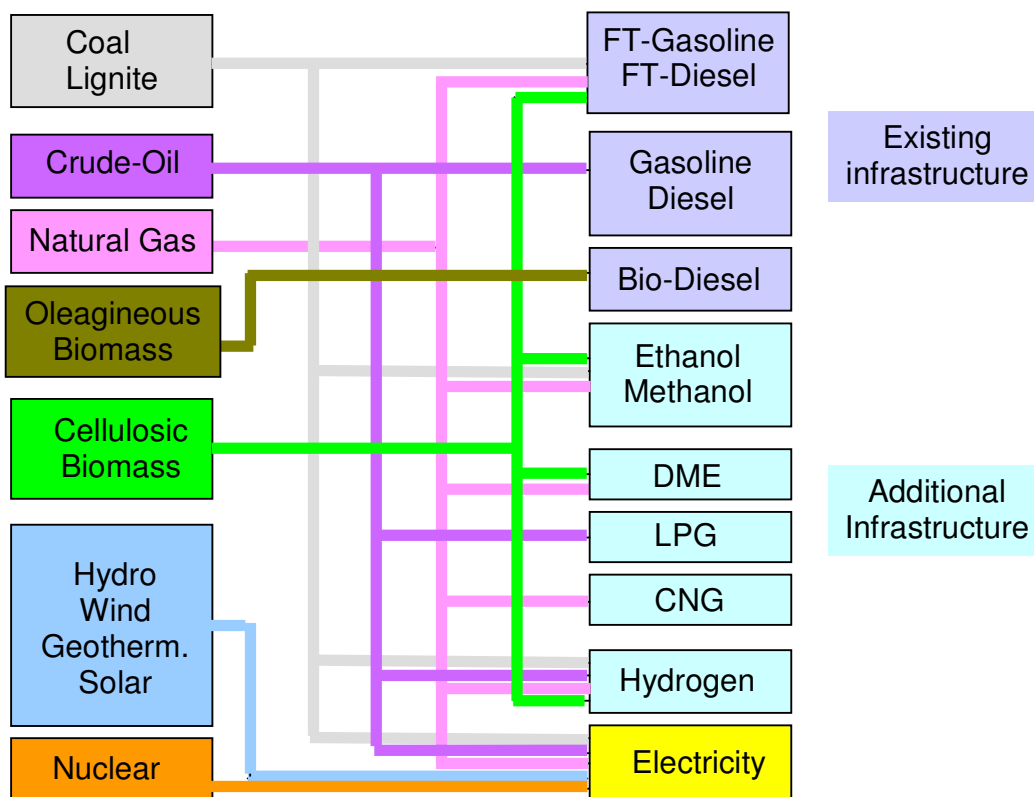 Coal
Lignite
Crude-Oil
Natural Gas
Oleagineous
Biomass
Cellulosic
Biomass
Hydro
Wind
Geotherm.
Solar
Nuclear
FT-Gasoline
FT-Diesel
Gasoline
Diesel
Bio-Diesel
Ethanol
Methanol
DME
LPG
CNG
Hydrogen
Electricity
Existing
infrastructure
Additional
Infrastructure